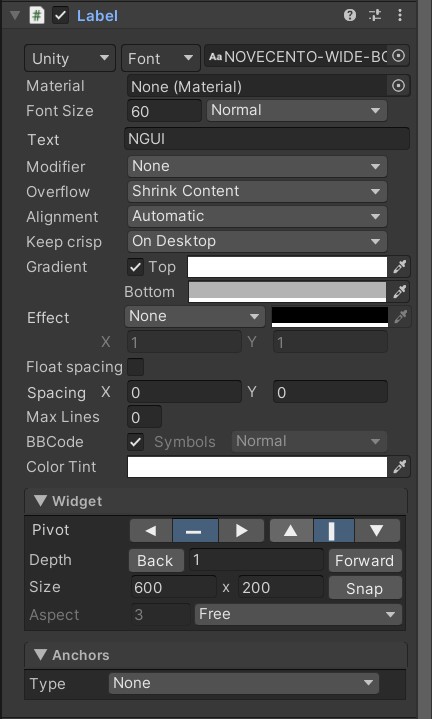 Label
Unity Font Aa NOVECENTO-WIDE-BO
Material None (Material)
Font Size 60 Normal
Text NGUI
Modifier None
Overflow Shrink Content
Alignment Automatic
Keep crisp On Desktop
Gradient Top
Bottom
Effect None
X 1 Y 1
Float spacing
Spacing X 0 Y 0
Max Lines 0
BBCode Symbols Normal
Color Tint
Widget
Pivot
Depth Back 1 Forward
Size 600 x 200 Snap
Aspect 3 Free
Anchors
Type None